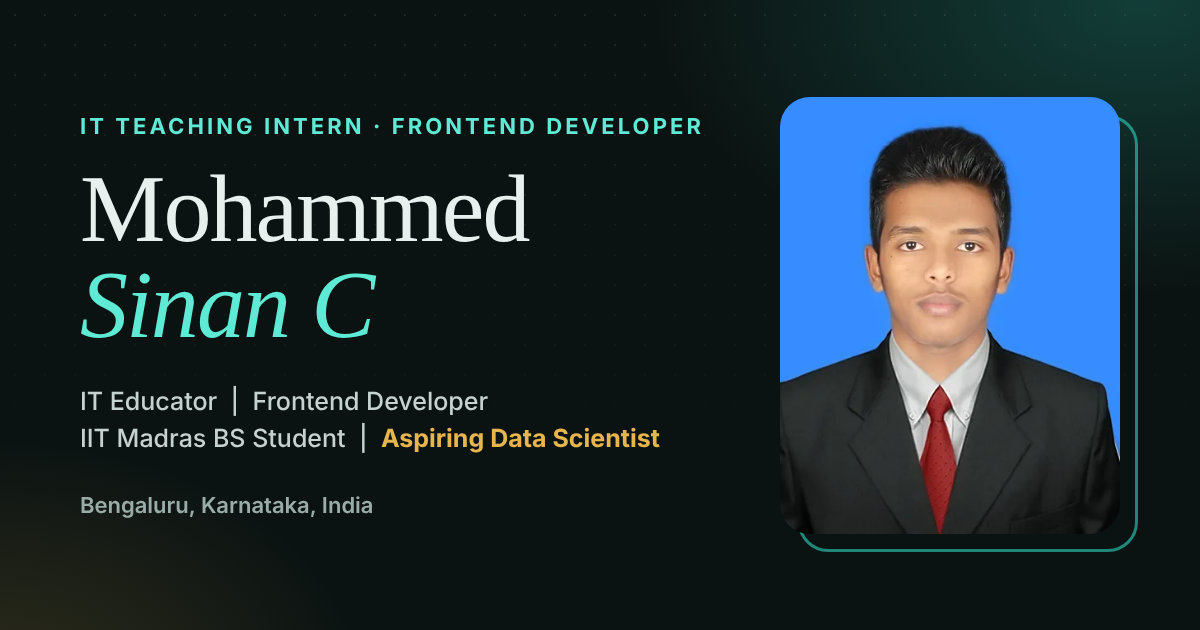 IT TEACHING INTERN · FRONTEND DEVELOPER
Mohammed
Sinan C
IT Educator | Frontend Developer
IIT Madras BS Student | Aspiring Data Scientist
Bengaluru, Karnataka, India